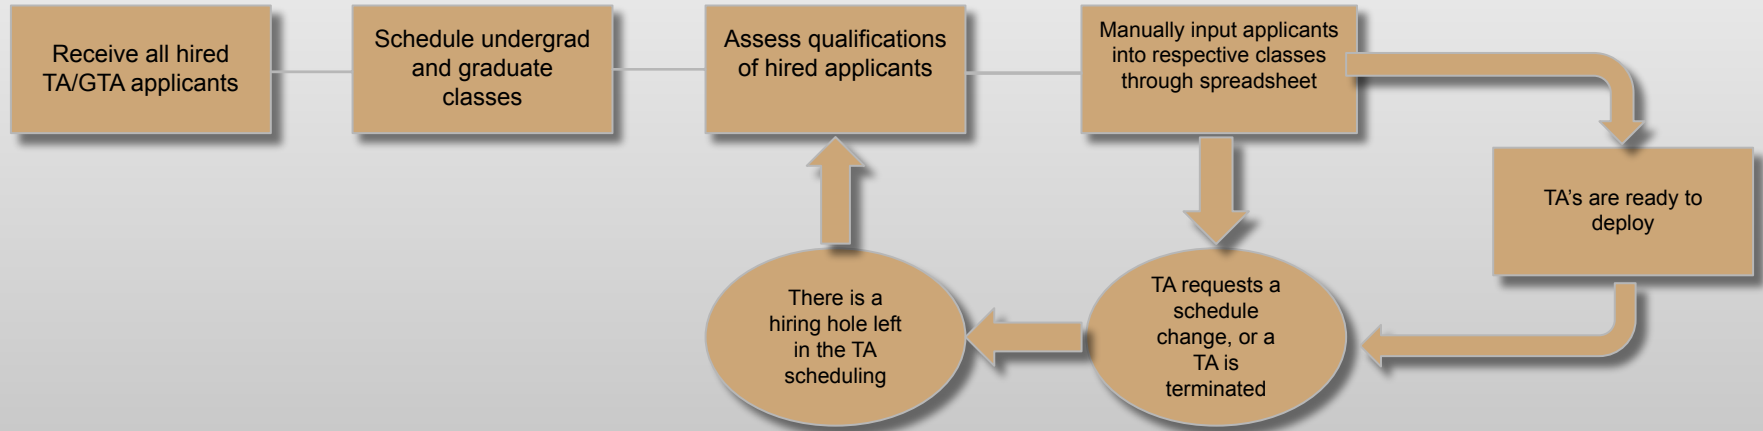 Receive all hired
TA/GTA applicants
Schedule undergrad
and graduate
classes
Assess qualifications
of hired applicants
Manually input applicants
into respective classes
through spreadsheet
TA’s are ready to
deploy
There is a
hiring hole left
in the TA
scheduling
TA requests a
schedule
change, or a
TA is
terminated